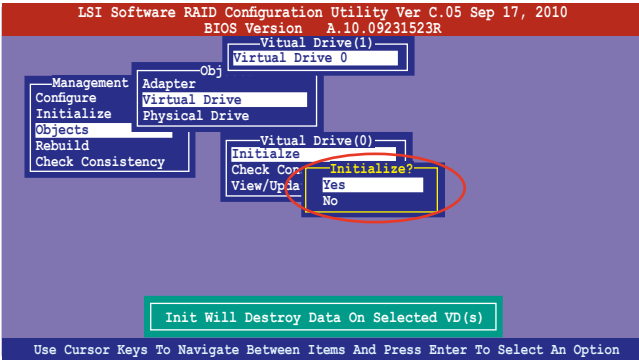 LSI Software RAID Configuration Utility Ver C.05 Sep 17, 2010
BIOS Version A.10.09231523R
Vitual Drive(1)
Virtual Drive 0
Obj
Adapter
Virtual Drive
Physical Drive
Management
Configure
Initialize
Objects
Rebuild
Check Consistency
Vitual Drive(0)
Initialze
Check Con
View/Upda
Initialize?
Yes
No
Init Will Destroy Data On Selected VD(s)
Use Cursor Keys To Navigate Between Items And Press Enter To Select An Option